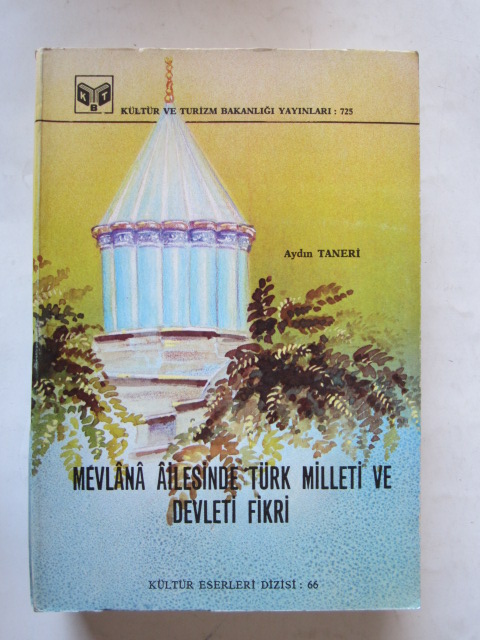 K T
B
KÜLTÜR VE TURİZM BAKANLIĞI YAYINLARI : 725
Aydın TANERİ
MEVLÂNÂ ÂİLESİNDE TÜRK MİLLETİ VE
DEVLETİ FİKRİ
KÜLTÜR ESERLERİ DİZİSİ : 66